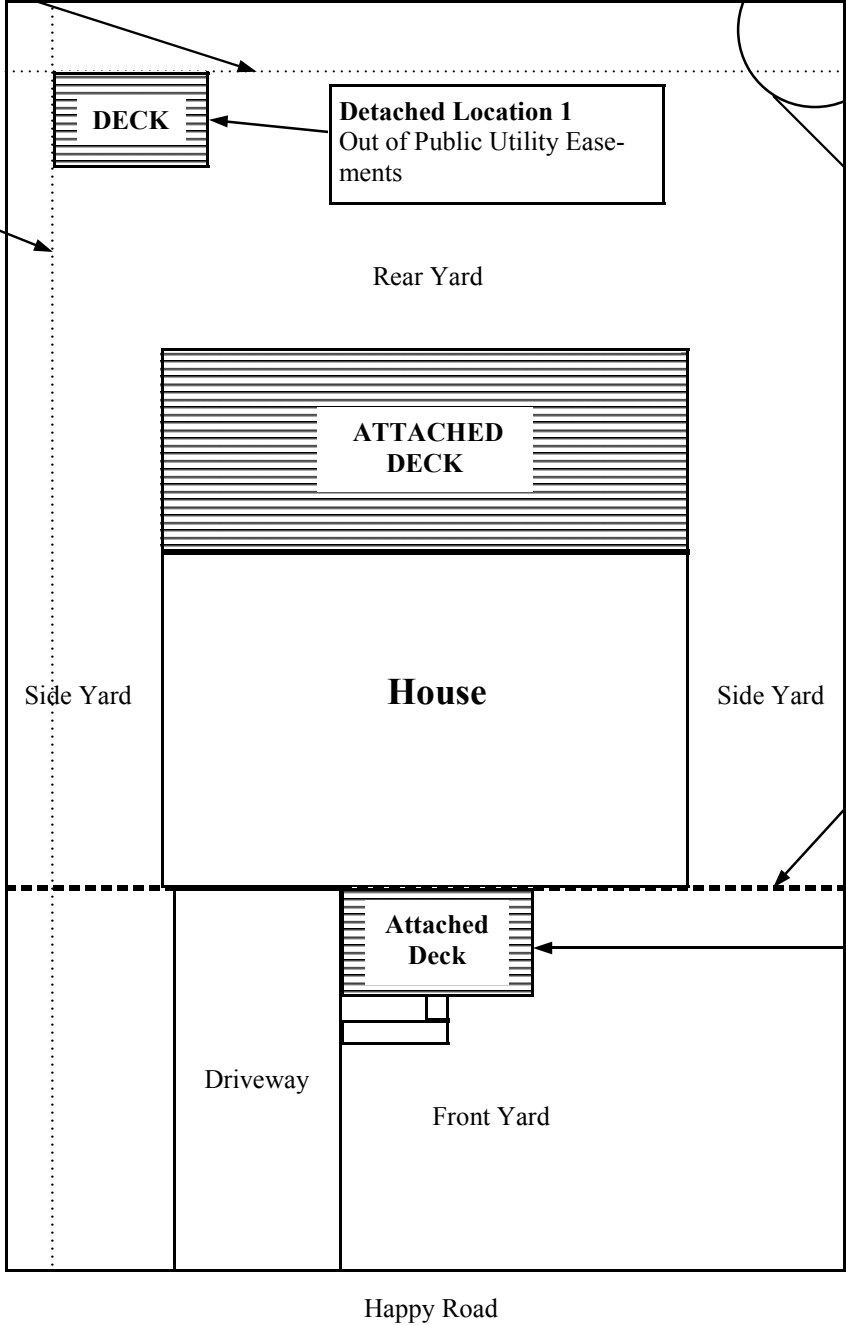 DECK
Detached Location 1
Out of Public Utility Ease-
ments
Rear Yard
ATTACHED
DECK
Side Yard
House
Side Yard
Attached
Deck
Driveway
Front Yard
Happy Road